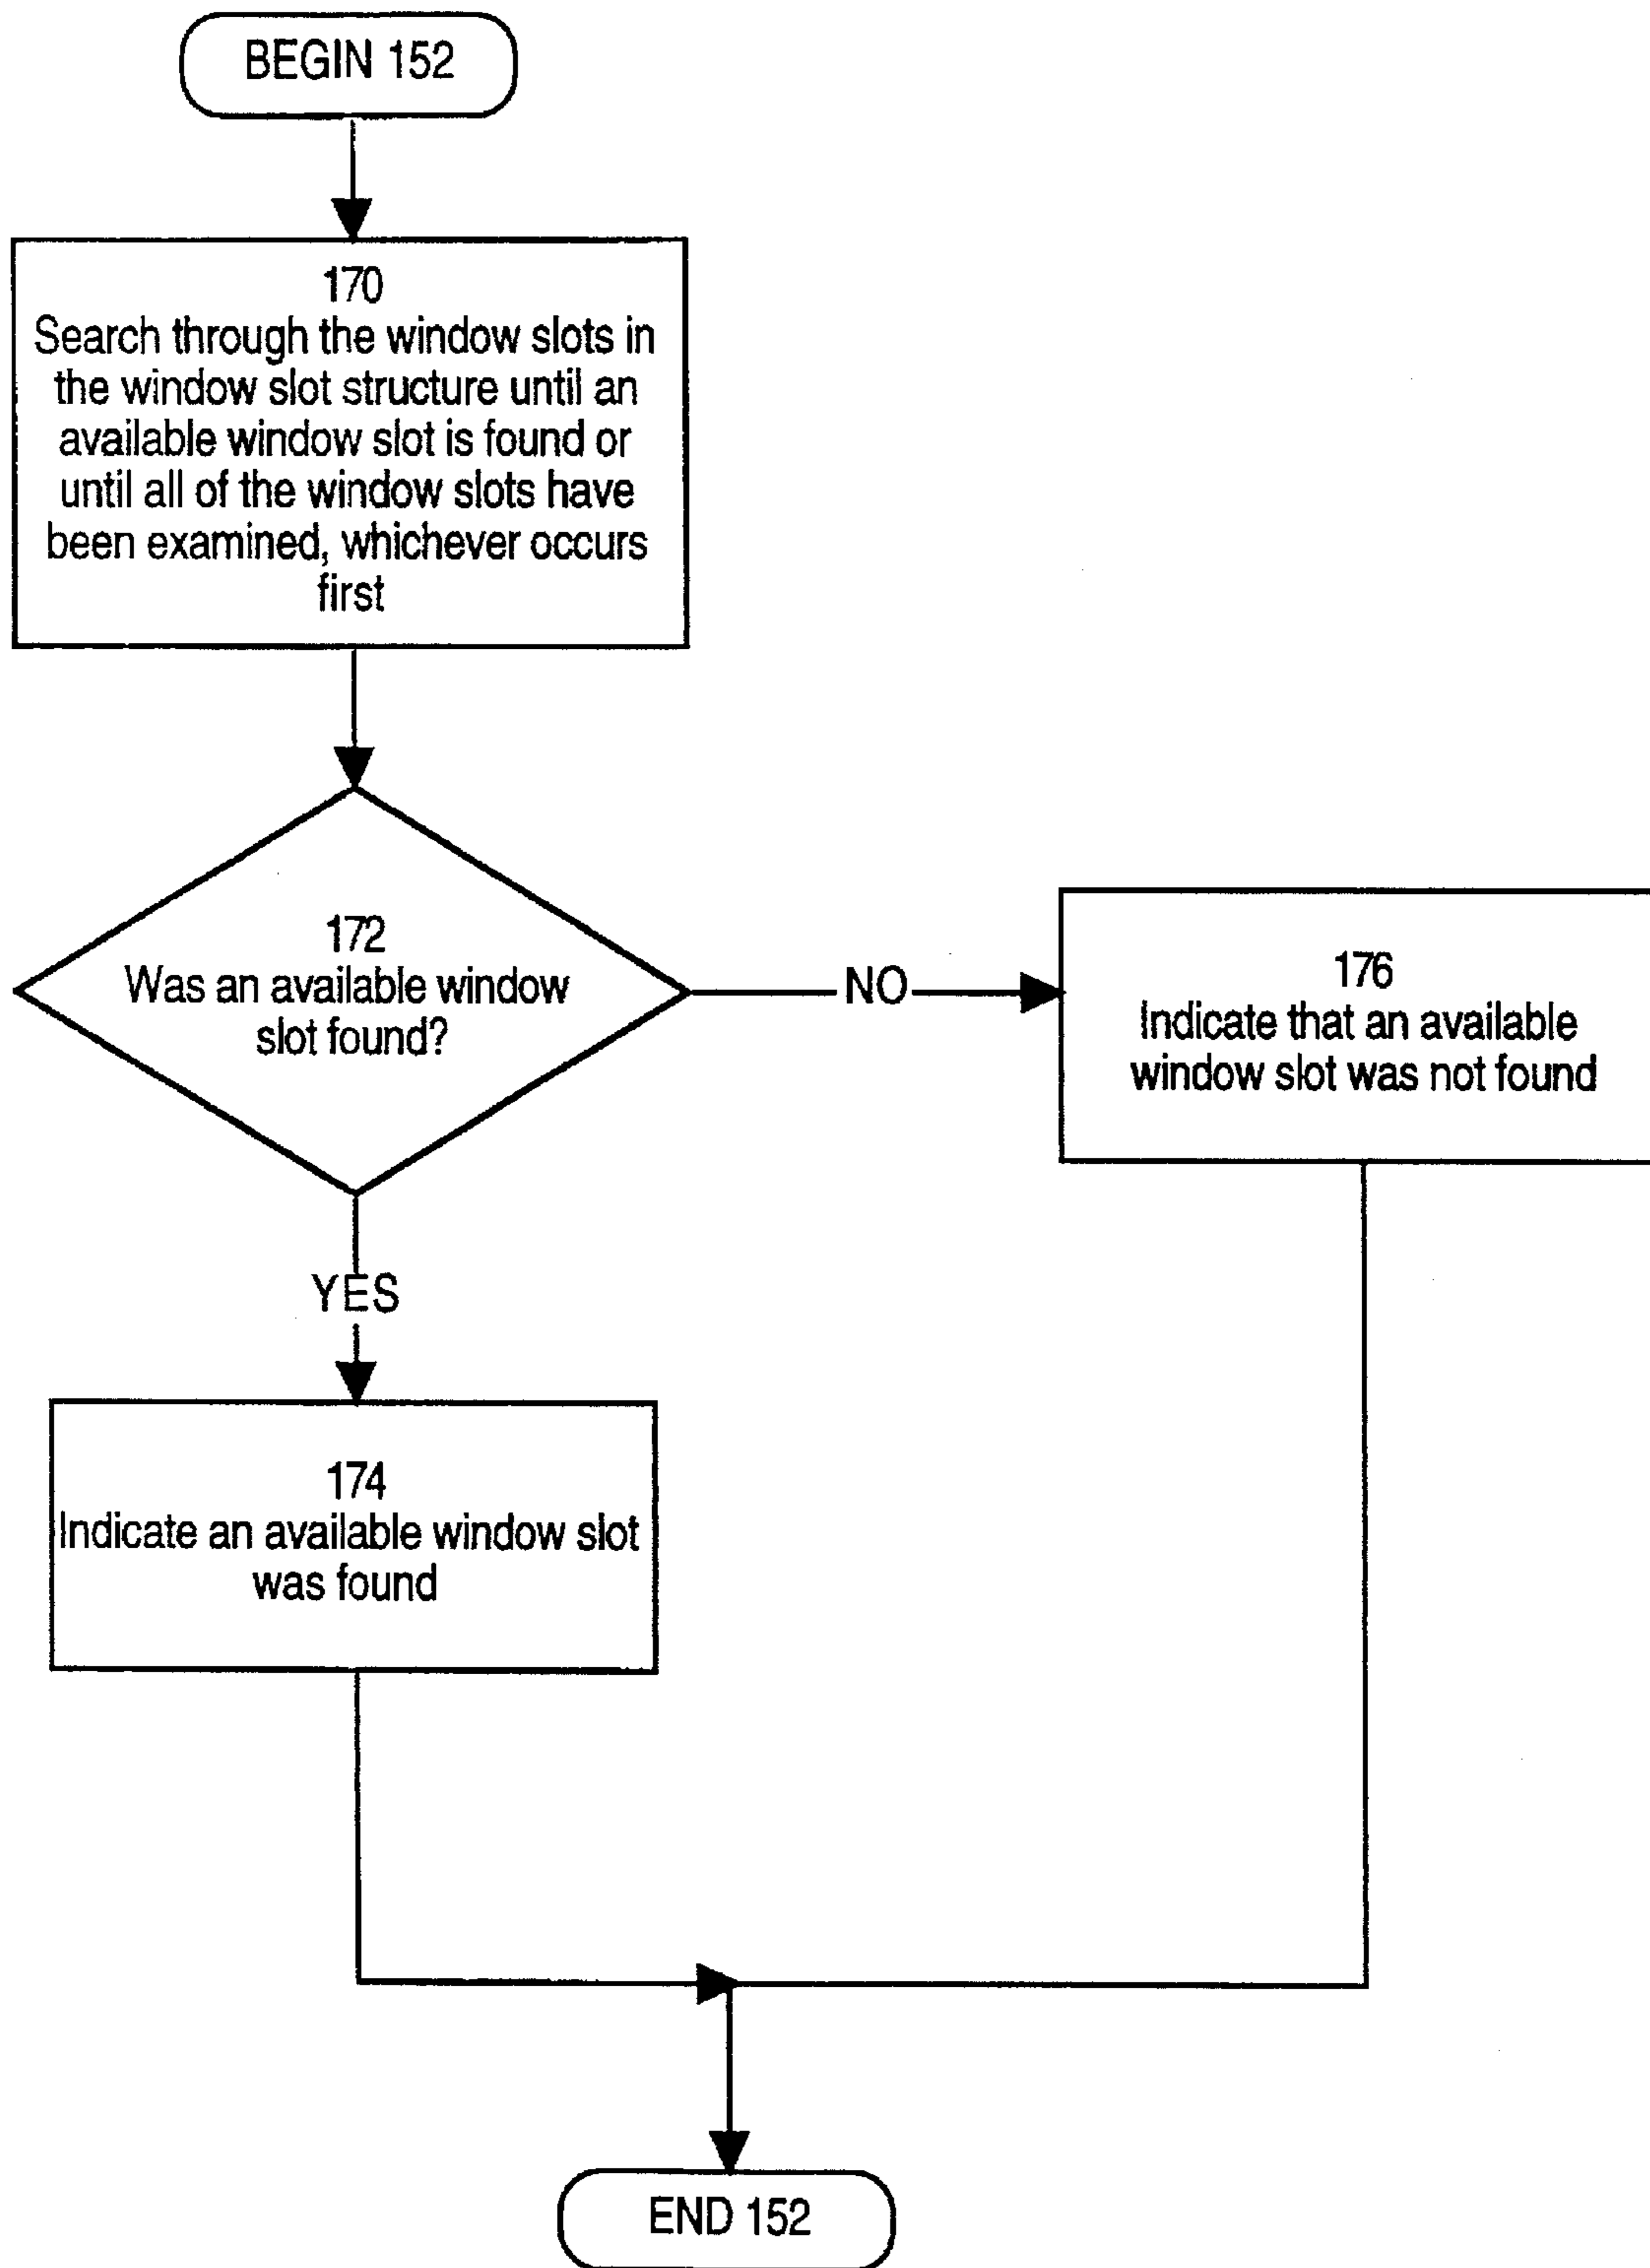 BEGIN 152
170
Search through the window slots in
the window slot structure until an
available window slot is found or
until all of the window slots have
been examined, whichever occurs
first
172
Was an available window
slot found?
NO
176
Indicate that an available
window slot was not found
YES
174
Indicate an available window slot
was found
END 152